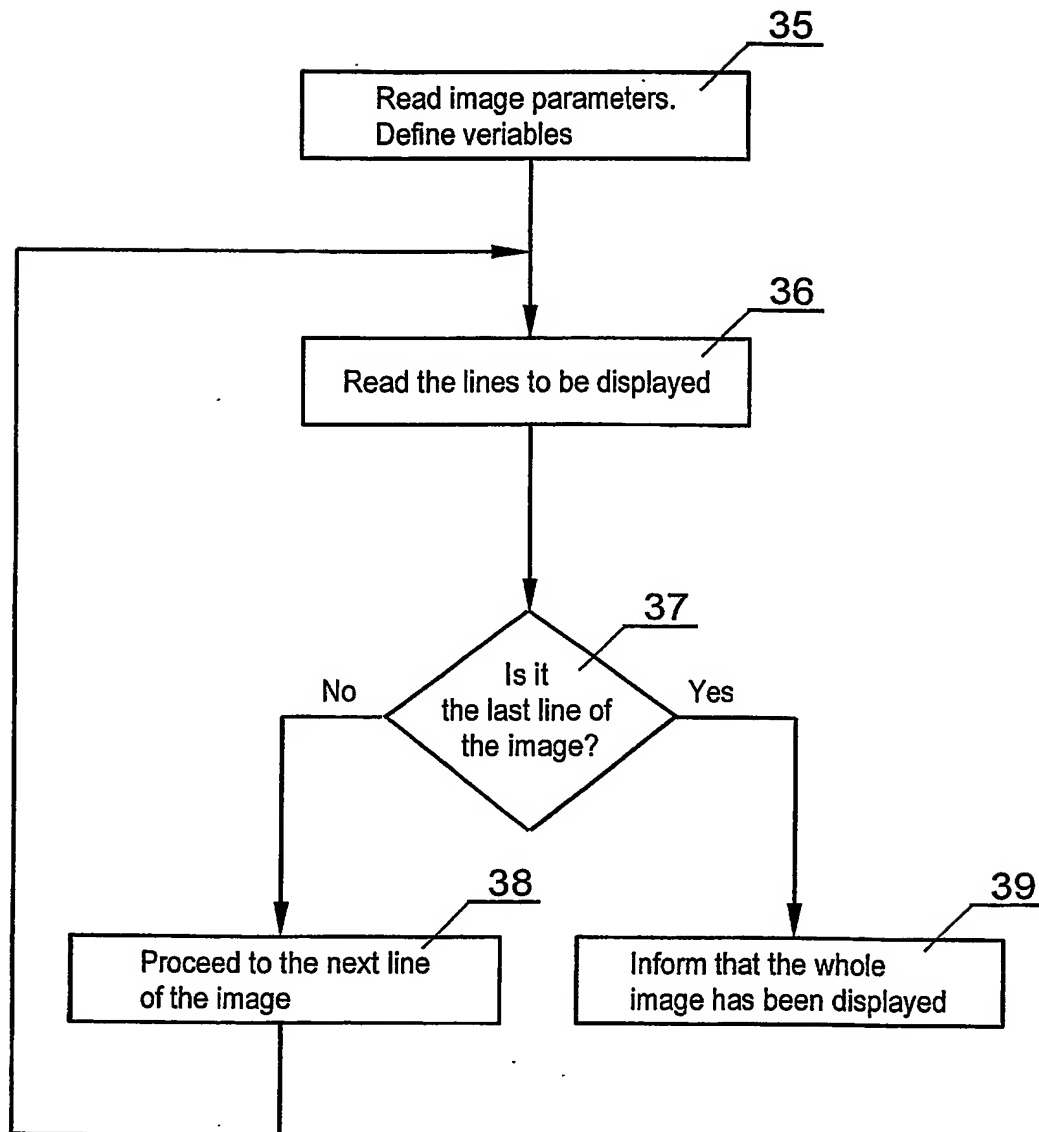 35
Read image parameters.
Define veriables
36
Read the lines to be displayed
37
Is it
the last line of
the image?
No
Yes
38
Proceed to the next line
of the image
39
Inform that the whole
image has been displayed